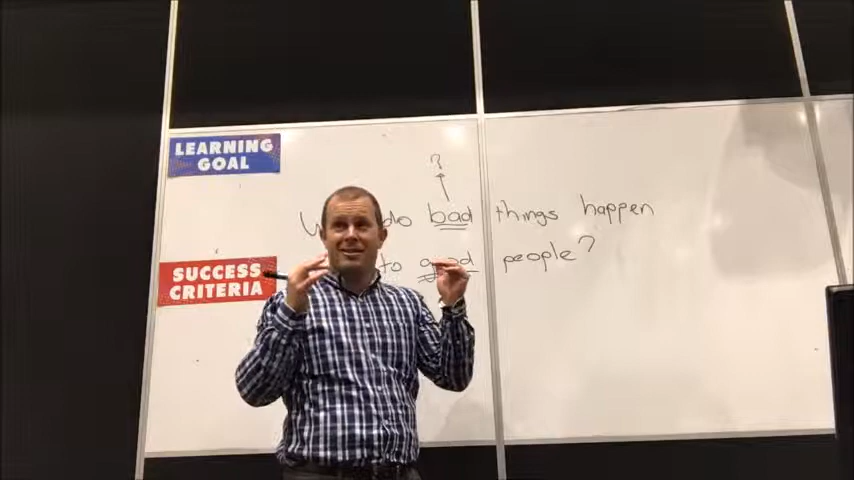 LEARNING
GOAL
?
do bad things happen
SUCCESS
CRITERIA
to good people?